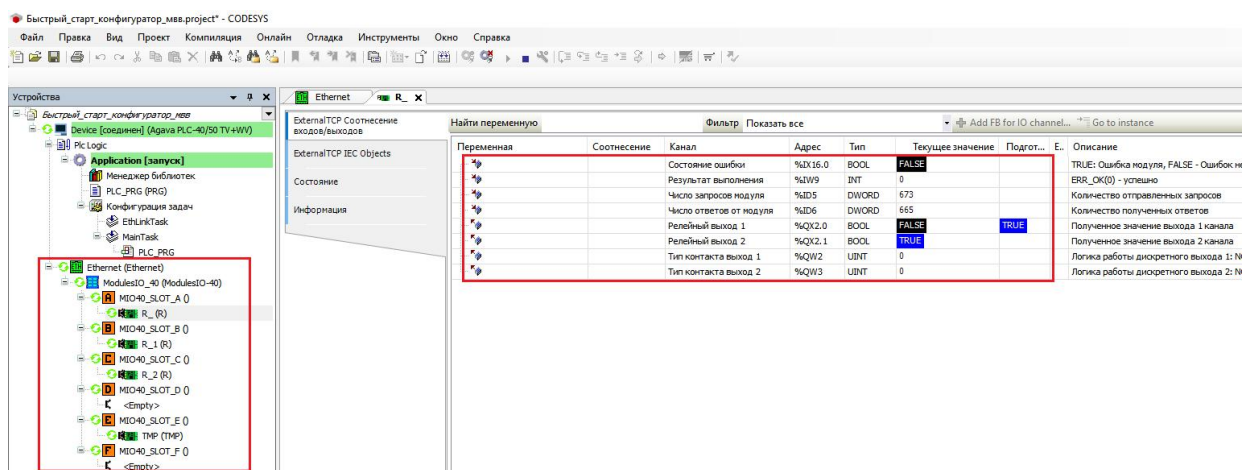 Быстрый_старт_конфигуратор_мвв.project* - CODESYS
Файл Правка Вид Проект Компиляция Онлайн Отладка Инструменты Окно Справка
Устройства
Быстрый_старт_конфигуратор_мвв
Device [соединен] (Agava PLC-40/50 TV+WV)
Plc Logic
Application [запуск]
Менеджер библиотек
PLC_PRG (PRG)
Конфигурация задач
EthLinkTask
MainTask
PLC_PRG
Ethernet (Ethernet)
ModulesIO_40 (ModulesIO-40)
A MIO40_SLOT_A ()
R_ (R)
B MIO40_SLOT_B ()
R_1 (R)
C MIO40_SLOT_C ()
R_2 (R)
D MIO40_SLOT_D ()
<Empty>
E MIO40_SLOT_E ()
TMP (TMP)
F MIO40_SLOT_F ()
<Empty>
Ethernet R_ X
ExternalTCP Соотнесение входов/выходов
ExternalTCP IEC Objects
Состояние
Информация
Найти переменную Фильтр Показать все Add FB for IO channel... Go to instance
Переменная Соотнесение Канал Адрес Тип Текущее значение Подгот... E.. Описание
Состояние ошибки %IX16.0 BOOL FALSE TRUE: Ошибка модуля, FALSE - Ошибок не
Результат выполнения %IW9 INT 0 ERR_OK(0) - успешно
Число запросов модуля %ID5 DWORD 673 Количество отправленных запросов
Число ответов от модуля %ID6 DWORD 665 Количество полученных ответов
Релейный выход 1 %QX2.0 BOOL FALSE TRUE Полученное значение выхода 1 канала
Релейный выход 2 %QX2.1 BOOL TRUE Полученное значение выхода 2 канала
Тип контакта выход 1 %QW2 UINT 0 Логика работы дискретного выхода 1: N
Тип контакта выход 2 %QW3 UINT 0 Логика работы дискретного выхода 2: N